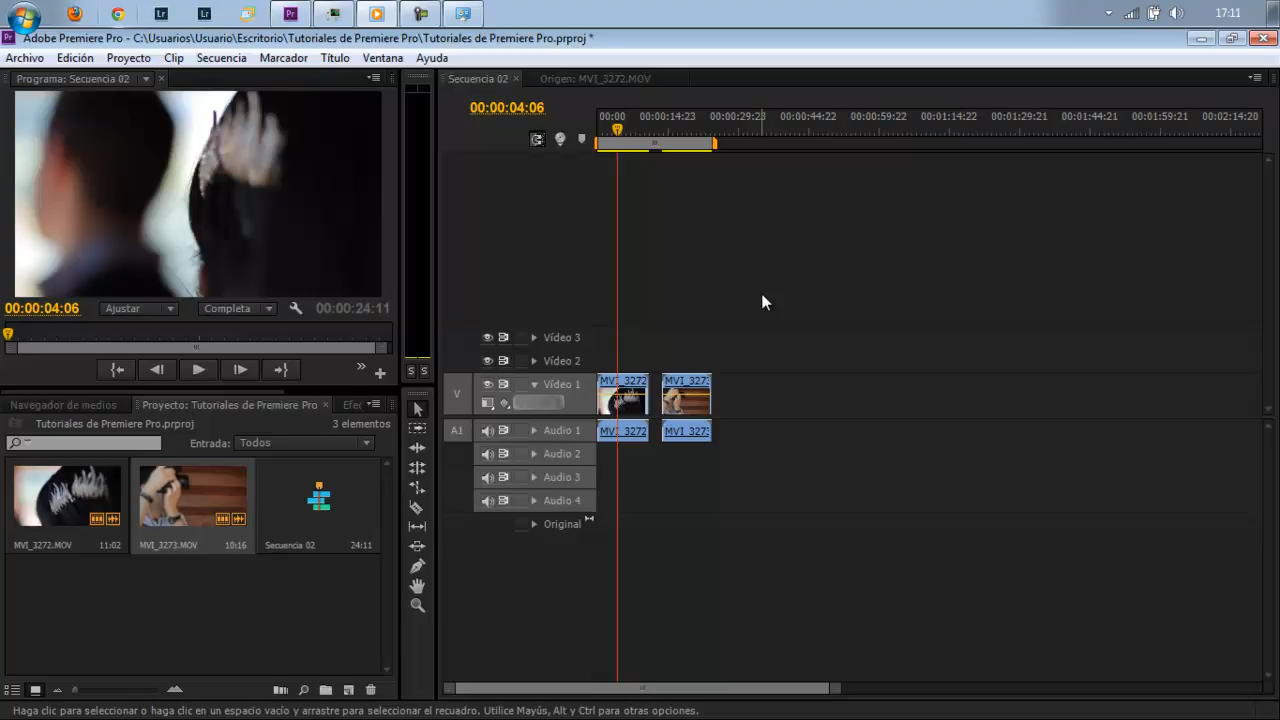 17:11
Adobe Premiere Pro - C:\Usuarios\Usuario\Escritorio\Tutoriales de Premiere Pro\Tutoriales de Premiere Pro.prproj *
Archivo Edición Proyecto Clip Secuencia Marcador Título Ventana Ayuda
Programa: Secuencia 02
Secuencia 02 Origen: MVI_3272.MOV
00:00:04:06
00:00 00:00:14:23 00:00:29:23 00:00:44:22 00:00:59:22 00:01:14:22 00:01:29:21 00:01:44:21 00:01:59:21 00:02:14:20
00:00:04:06 Ajustar Completa 00:00:24:11
Vídeo 3
Vídeo 2
V Vídeo 1 MVI_3272 MVI_3273
A1 Audio 1 MVI_3272 MVI_3273
Audio 2
Audio 3
Audio 4
Original
S S
Navegador de medios Proyecto: Tutoriales de Premiere Pro Efec
Tutoriales de Premiere Pro.prproj 3 elementos
Entrada: Todos
MVI_3272.MOV 11:02 MVI_3273.MOV 10:16 Secuencia 02 24:11
Haga clic para seleccionar o haga clic en un espacio vacío y arrastre para seleccionar el recuadro. Utilice Mayús, Alt y Ctrl para otras opciones.